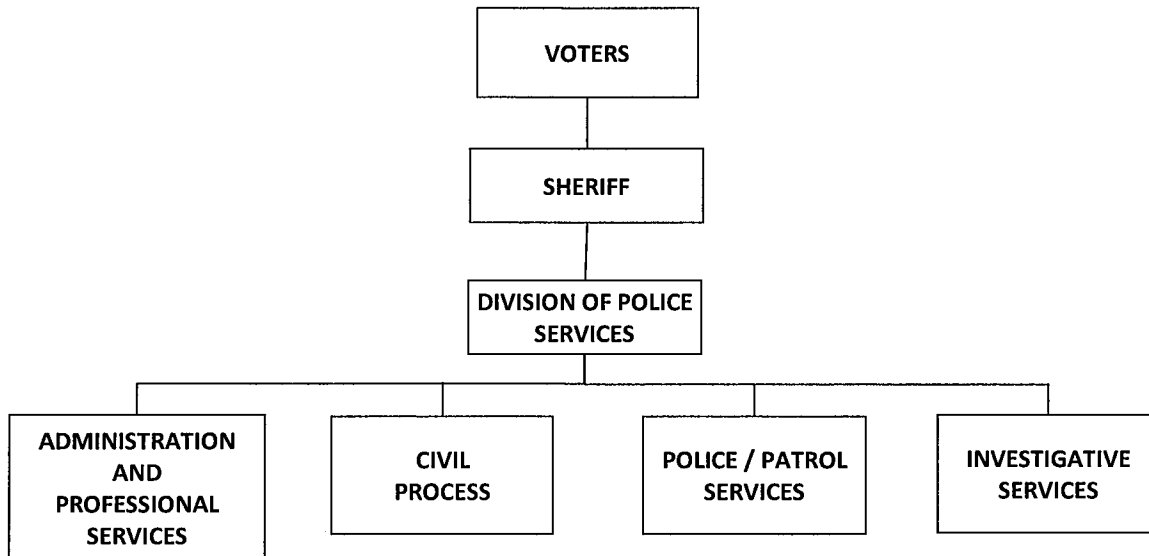 VOTERS
SHERIFF
DIVISION OF POLICE
SERVICES
ADMINISTRATION
AND
PROFESSIONAL
SERVICES
CIVIL
PROCESS
POLICE / PATROL
SERVICES
INVESTIGATIVE
SERVICES